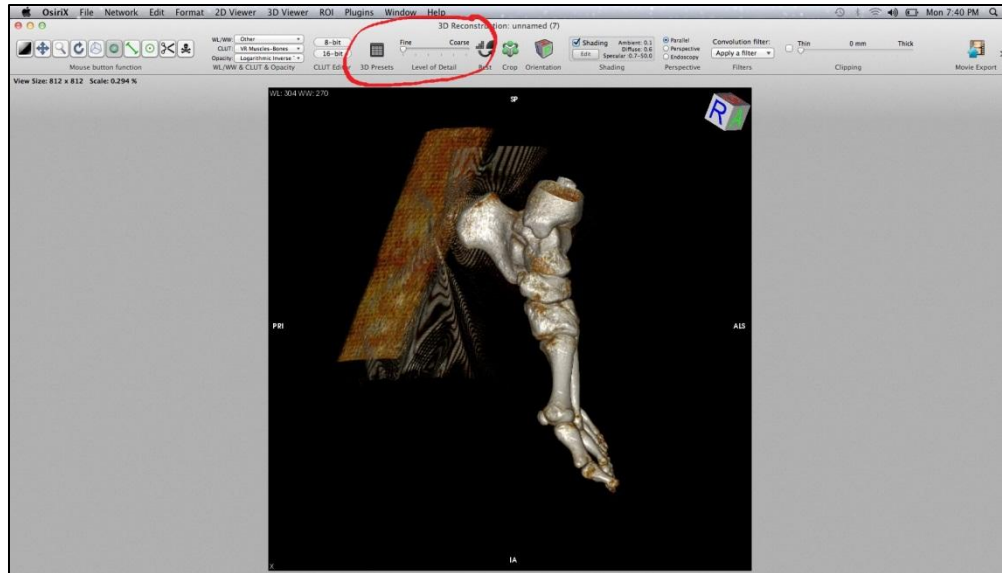 OsiriX File Network Edit Format 2D Viewer 3D Viewer ROI Plugins Window Help Mon 7:40 PM
3D Reconstruction: unnamed (7)
WL/WW: Other
CLUT: VR Muscles-Bones
Opacity: Logarithmic Inverse
8-bit
16-bit
Fine Coarse
Shading Ambient: 0.1
Diffuse: 0.6
Add Specular :0.7-50.0
Parallel
Perspective
Endoscopy
Convolution filter:
Apply a filter
Thin 0 mm Thick
Mouse button function WL/WW & CLUT & Opacity CLUT Editor 3D Presets Level of Detail Best Crop Orientation Shading Perspective Filters Clipping Movie Export
View Size: 812 x 812 Scale: 0.294 %
WL: 304 WW: 270
SP
R A
PRI ALS
IA
X